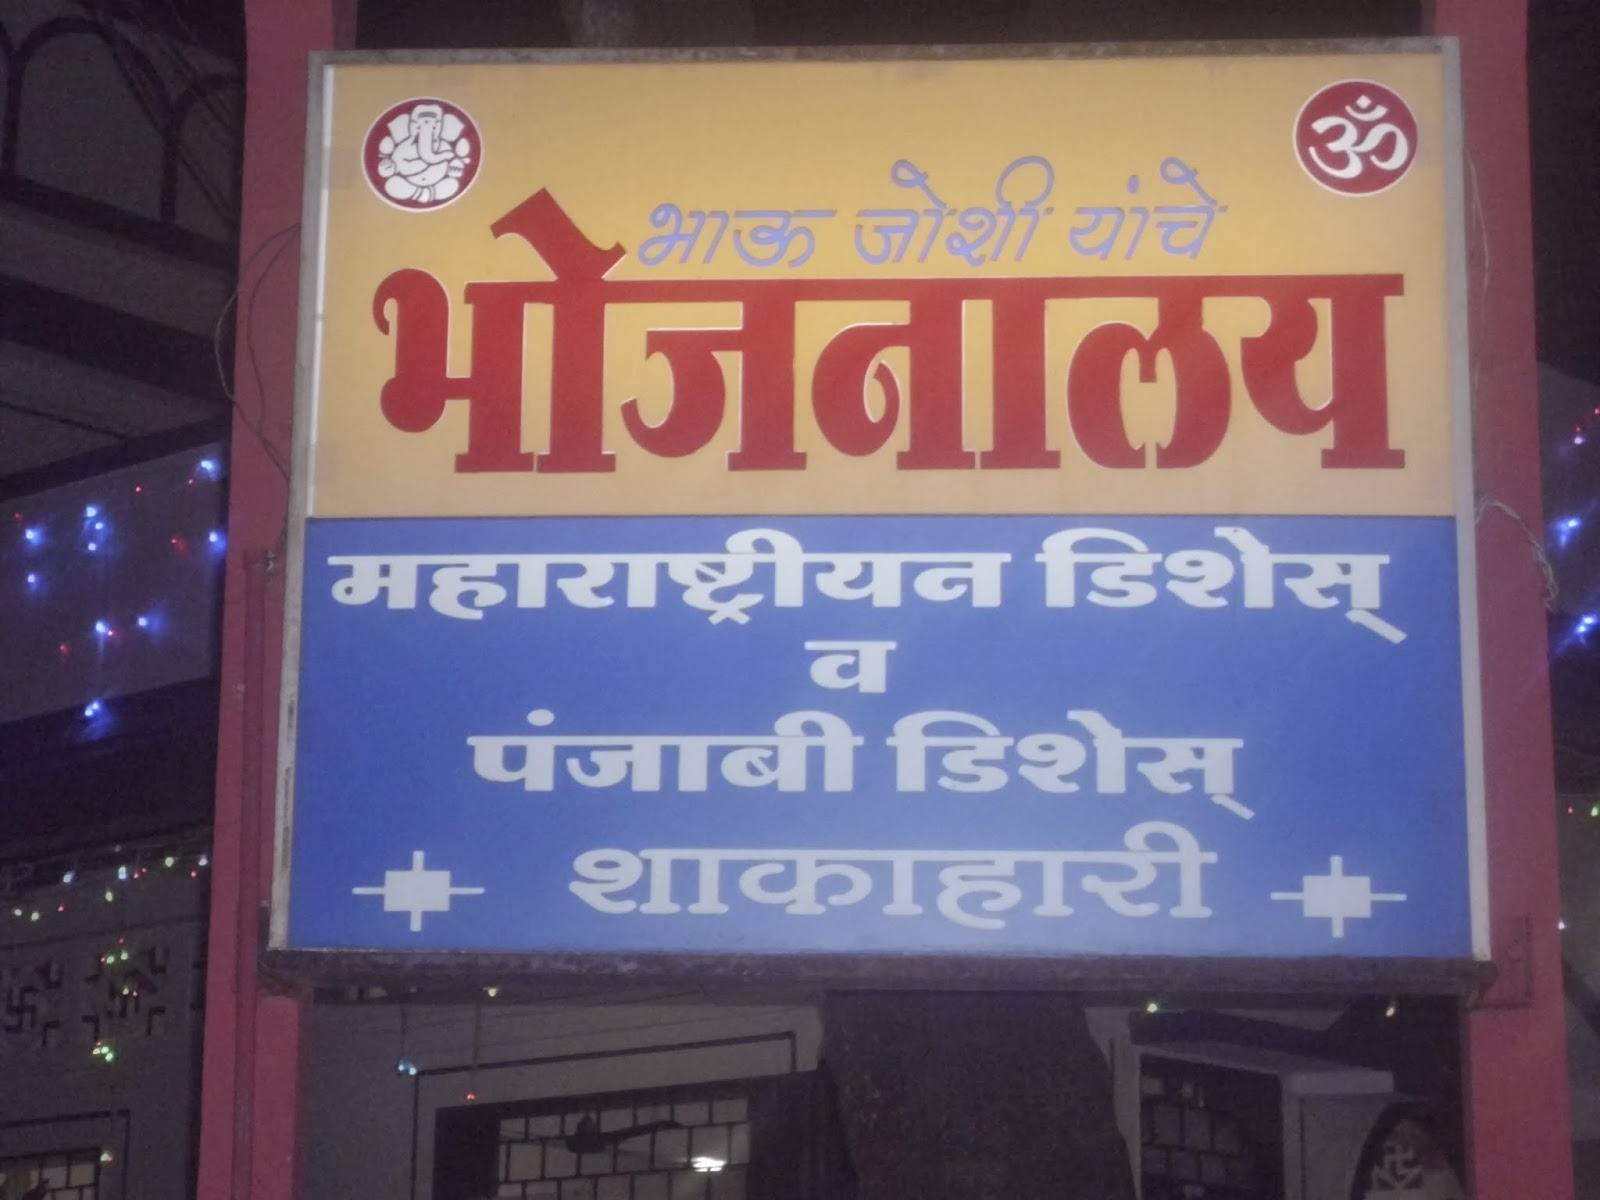 ॐ
भाऊ जोशी यांचे
भोजनालय
महाराष्ट्रीयन डिशेस्
व
पंजाबी डिशेस्
शाकाहारी